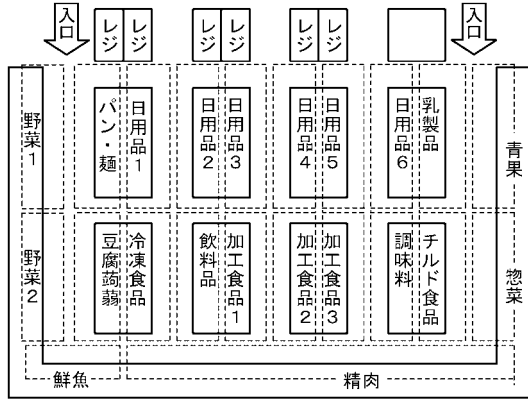 入口
レジ
レジ
レジ
レジ
レジ
レジ
入口
野菜1
パン・麺
日用品1
日用品2
日用品3
日用品4
日用品5
日用品6
乳製品
青果
野菜2
豆腐蒟蒻
冷凍食品
飲料品
加工食品1
加工食品2
加工食品3
調味料
チルド食品
惣菜
鮮魚
精肉